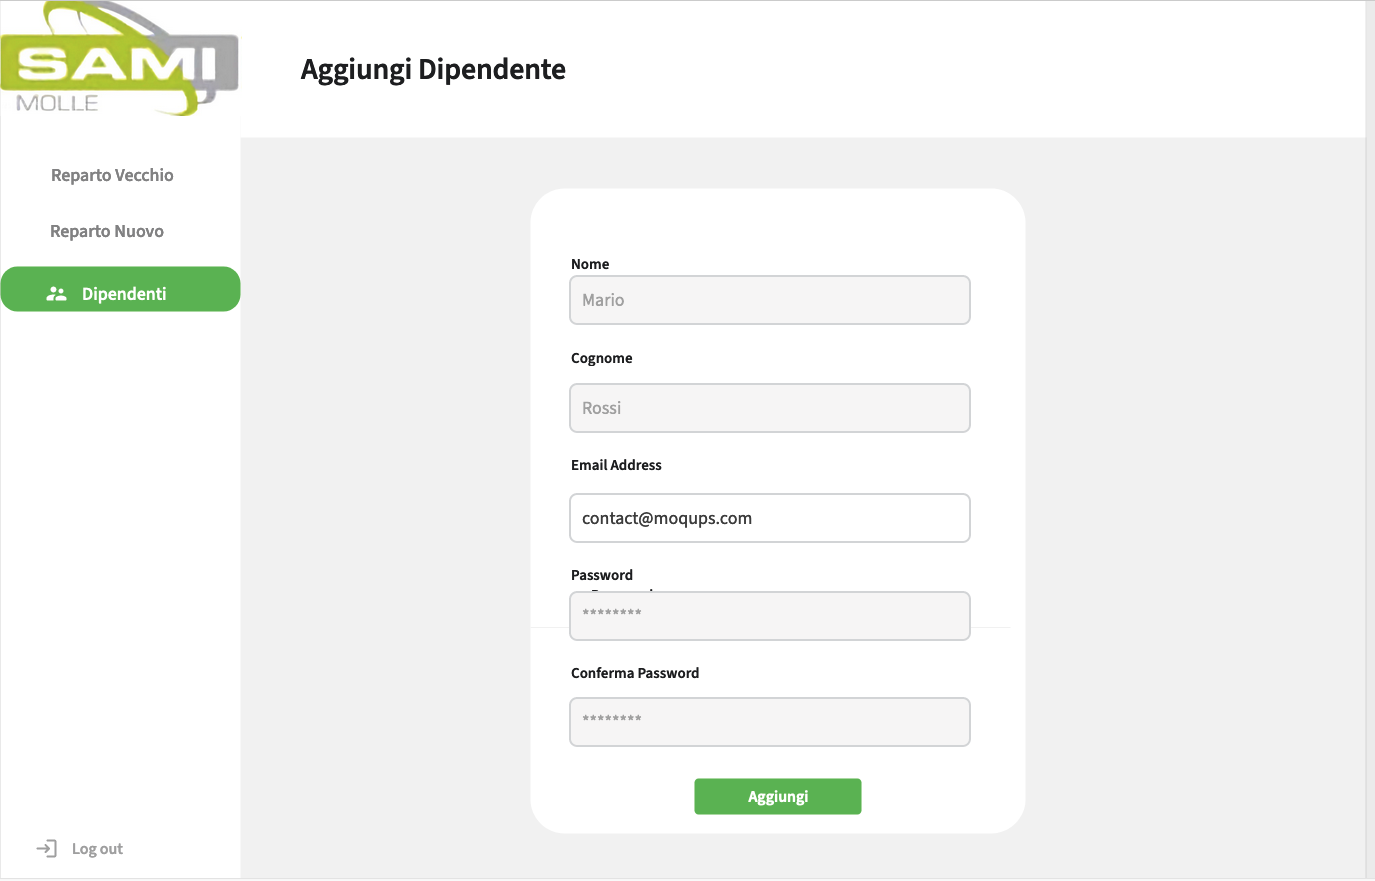 SAMI
MOLLE
Aggiungi Dipendente
Reparto Vecchio
Reparto Nuovo
Dipendenti
Nome
Mario
Cognome
Rossi
Email Address
contact@moqups.com
Password
********
Conferma Password
********
Aggiungi
Log out